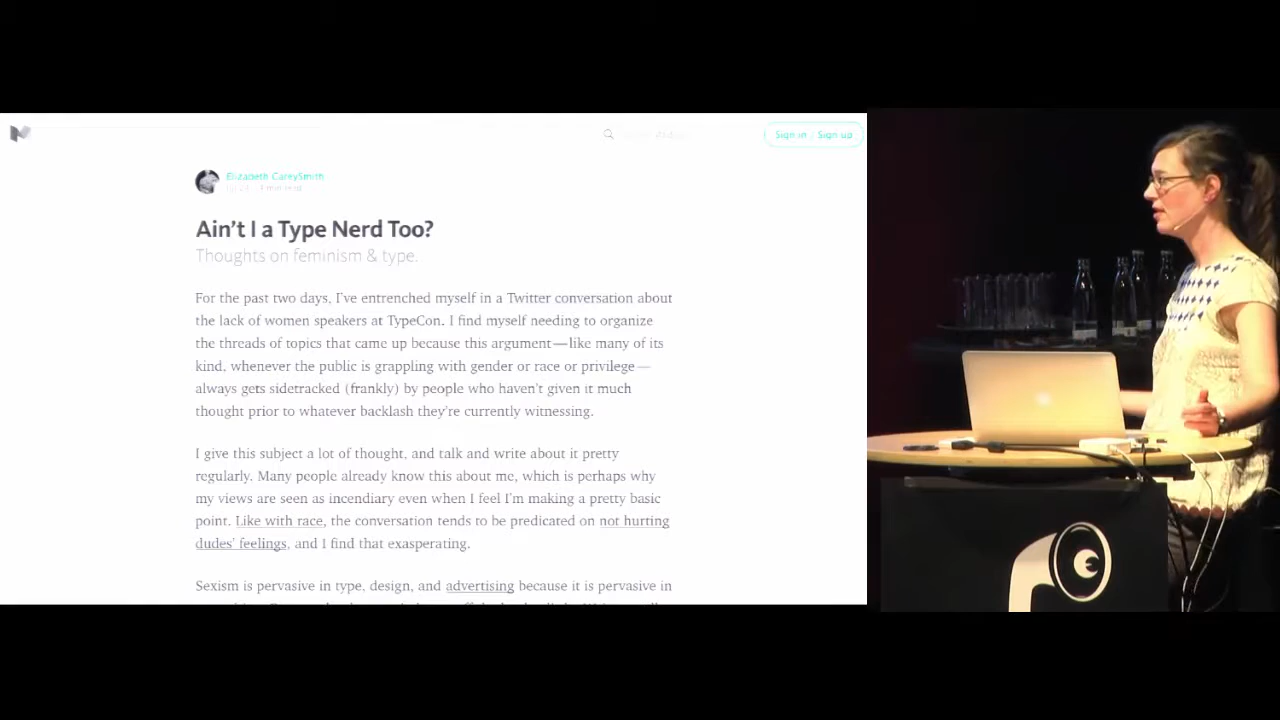 Sign in / Sign up
Elizabeth CareySmith
min read
Ain't I a Type Nerd Too?
Thoughts on feminism & type.
For the past two days, I've entrenched myself in a Twitter conversation about
the lack of women speakers at TypeCon. I find myself needing to organize
the threads of topics that came up because this argument — like many of its
kind, whenever the public is grappling with gender or race or privilege —
always gets sidetracked (frankly) by people who haven't given it much
thought prior to whatever backlash they're currently witnessing.
I give this subject a lot of thought, and talk and write about it pretty
regularly. Many people already know this about me, which is perhaps why
my views are seen as incendiary even when I feel I'm making a pretty basic
point. Like with race, the conversation tends to be predicated on not hurting
dudes' feelings, and I find that exasperating.
Sexism is pervasive in type, design, and advertising because it is pervasive in